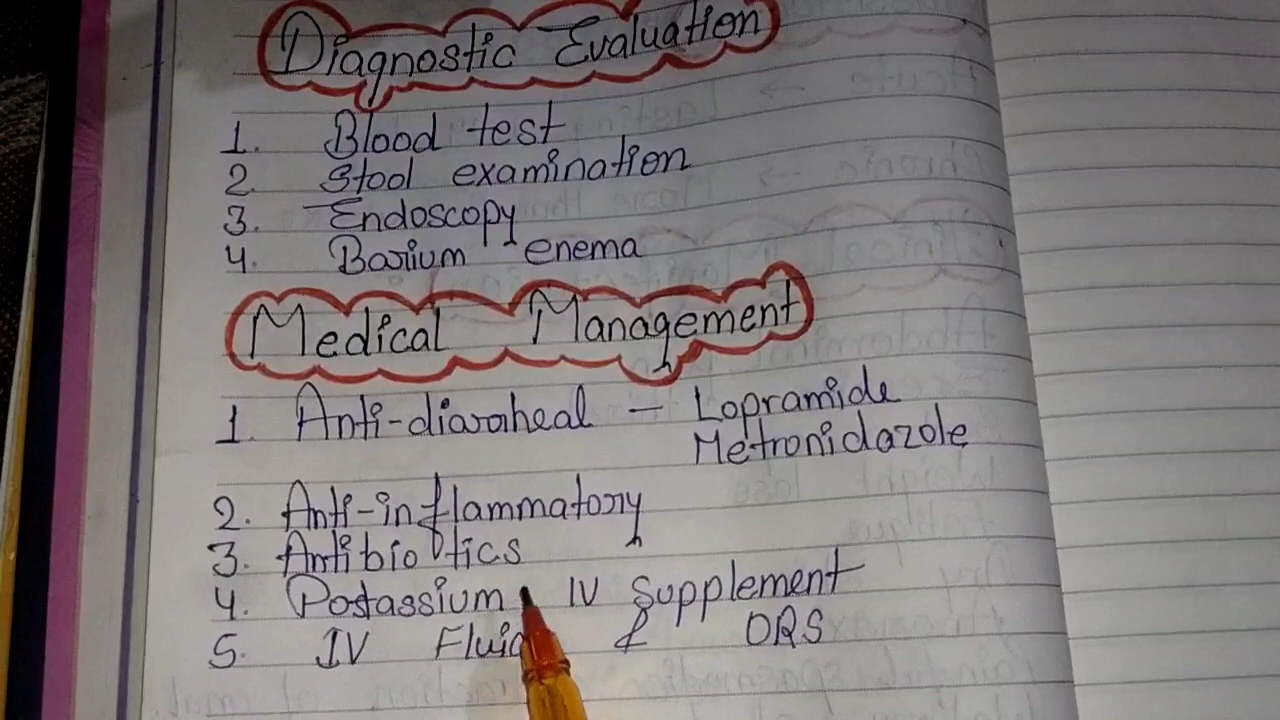 Diagnostic Evaluation
1. Blood test
2. Stool examination
3. Endoscopy
4. Barium enema
Medical Management
1. Anti-diarrheal - Lopramide
Metronidazole
2. Anti-inflammatory
3. Antibiotics
4. Postassium IV Supplement
5. IV Fluid & ORS